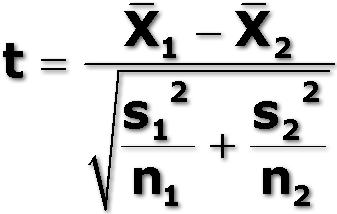 t = (X̅₁ − X̅₂) / √(s₁²/n₁ + s₂²/n₂)